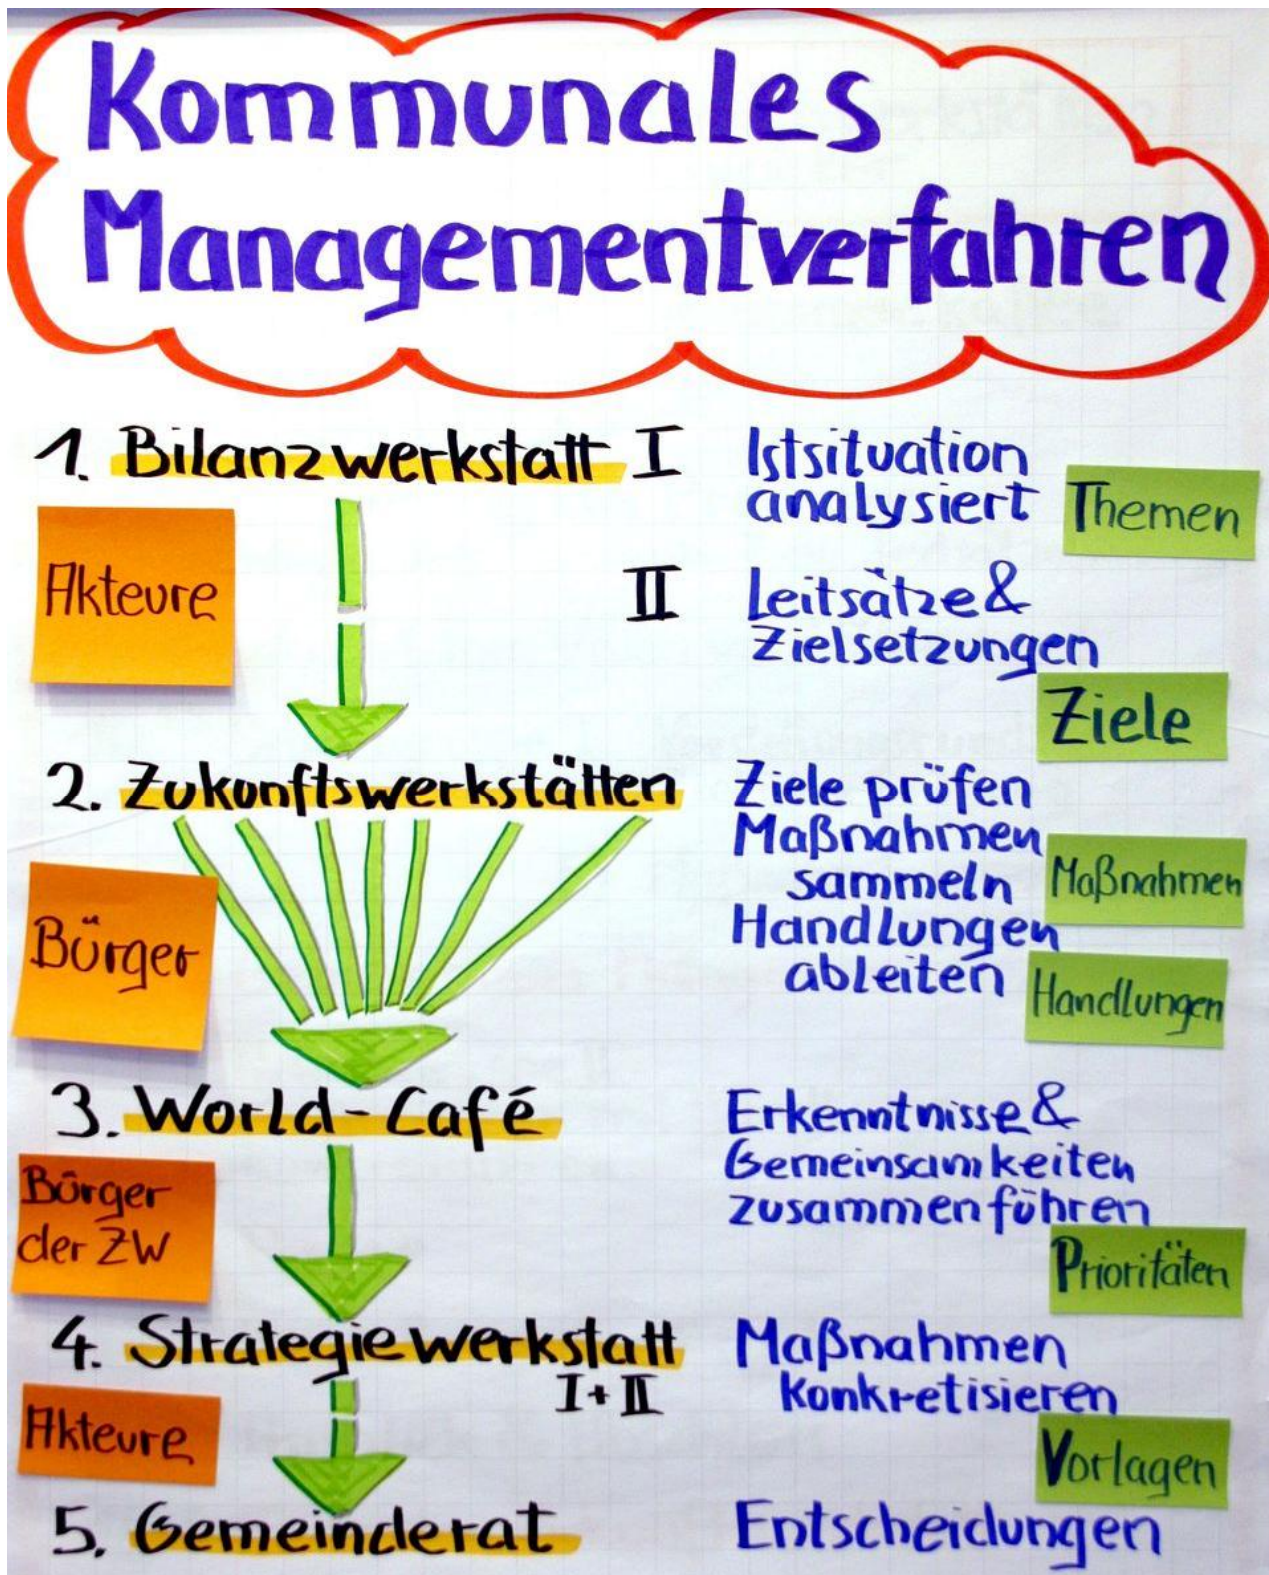 Kommunales
Managementverfahren
1. Bilanzwerkstatt I
Istsituation
analysiert
Themen
Akteure
II
Leitsätze &
Zielsetzungen
Ziele
2. Zukunftswerkstätten
Ziele prüfen
Maßnahmen
sammeln
Maßnahmen
Handlungen
ableiten
Handlungen
Bürger
3. World-Café
Erkenntnisse &
Gemeinsamkeiten
zusammenführen
Prioritäten
Bürger
der ZW
4. Strategiewerkstatt
I + II
Maßnahmen
konkretisieren
Vorlagen
Akteure
5. Gemeinderat
Entscheidungen